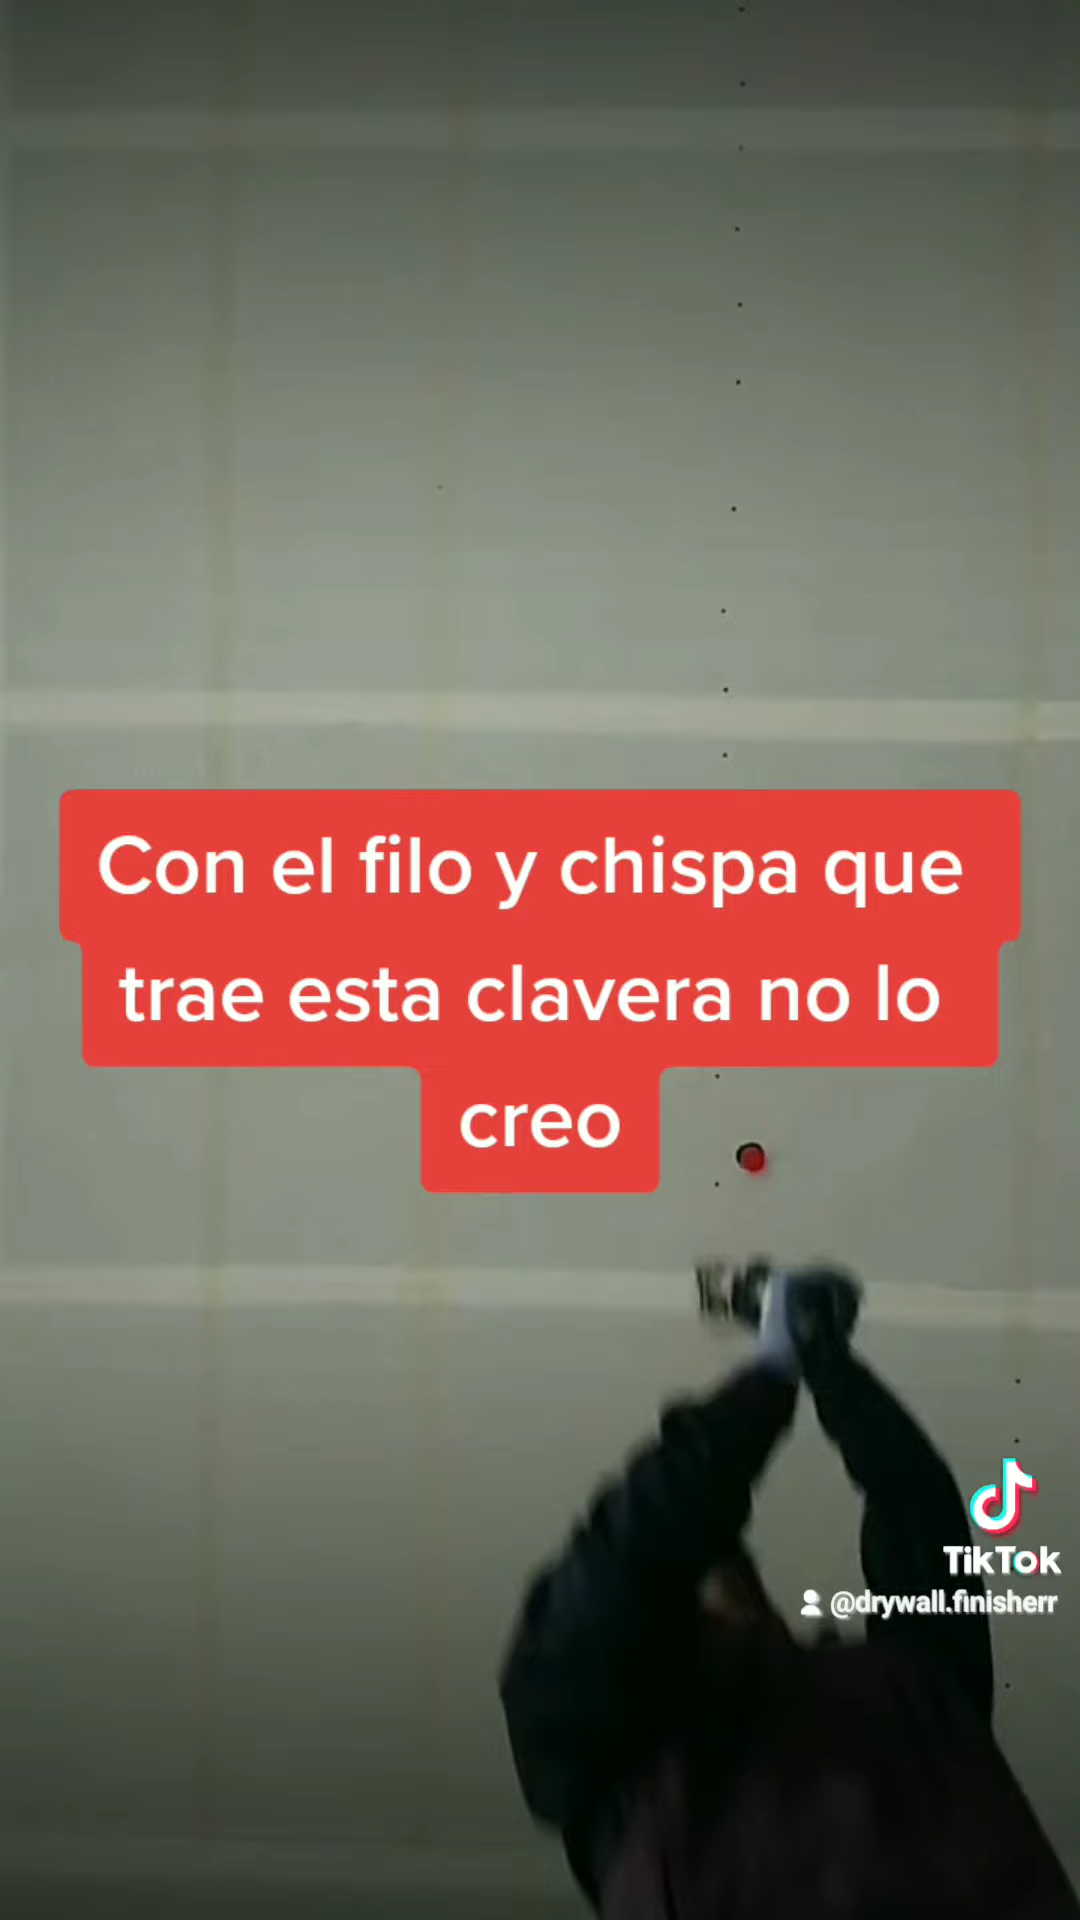 Con el filo y chispa que
trae esta clavera no lo
creo
TikTok
@drywall.finisherr